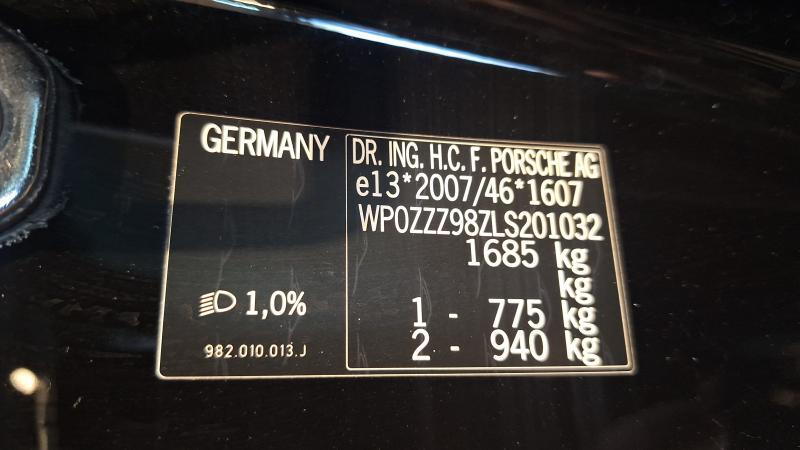 GERMANY
1,0%
982.010.013.J
DR. ING. H.C. F. PORSCHE AG
e13*2007/46*1607
WP0ZZZ98ZLS201032
1685 kg
kg
1 - 775 kg
2 - 940 kg